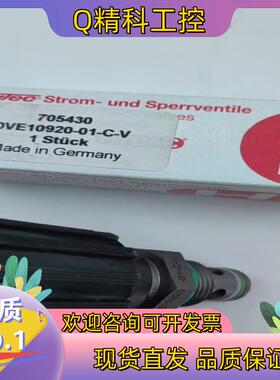 Q精科工控
Strom- und Sperrventile
705430
DVE10920-01-C-V
1 Stück
Made in Germany
质
O.1
欢迎咨询可开发票
现货直发 品质保证